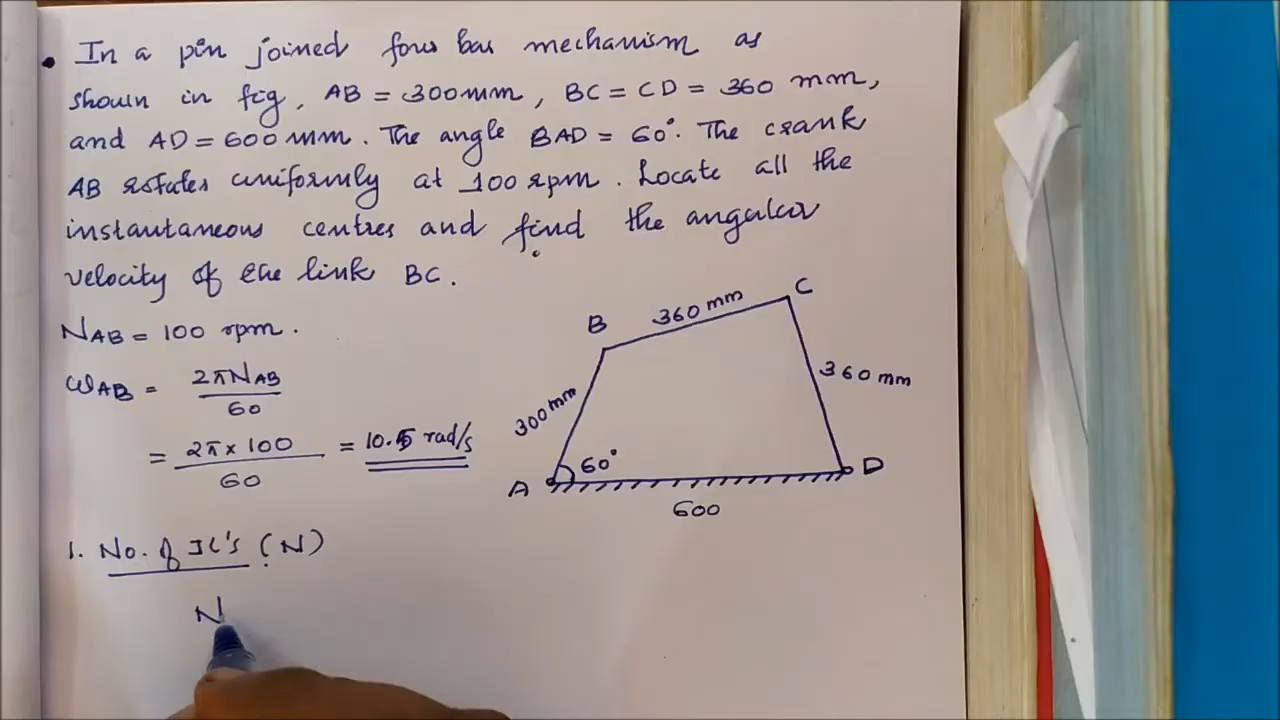 In a pin joined four bar mechanism as
shown in fig, AB = 300mm, BC = CD = 360 mm,
and AD = 600 mm. The angle BAD = 60°. The crank
AB rotates uniformly at 100 rpm. Locate all the
instantaneous centres and find the angular
velocity of the link BC.
NAB = 100 rpm.
ωAB = 2πNAB / 60
= 2π x 100 / 60 = 10.5 rad/s
1. No. of IC's (N)
N
B
360 mm
C
300 mm
360 mm
A
60°
D
600